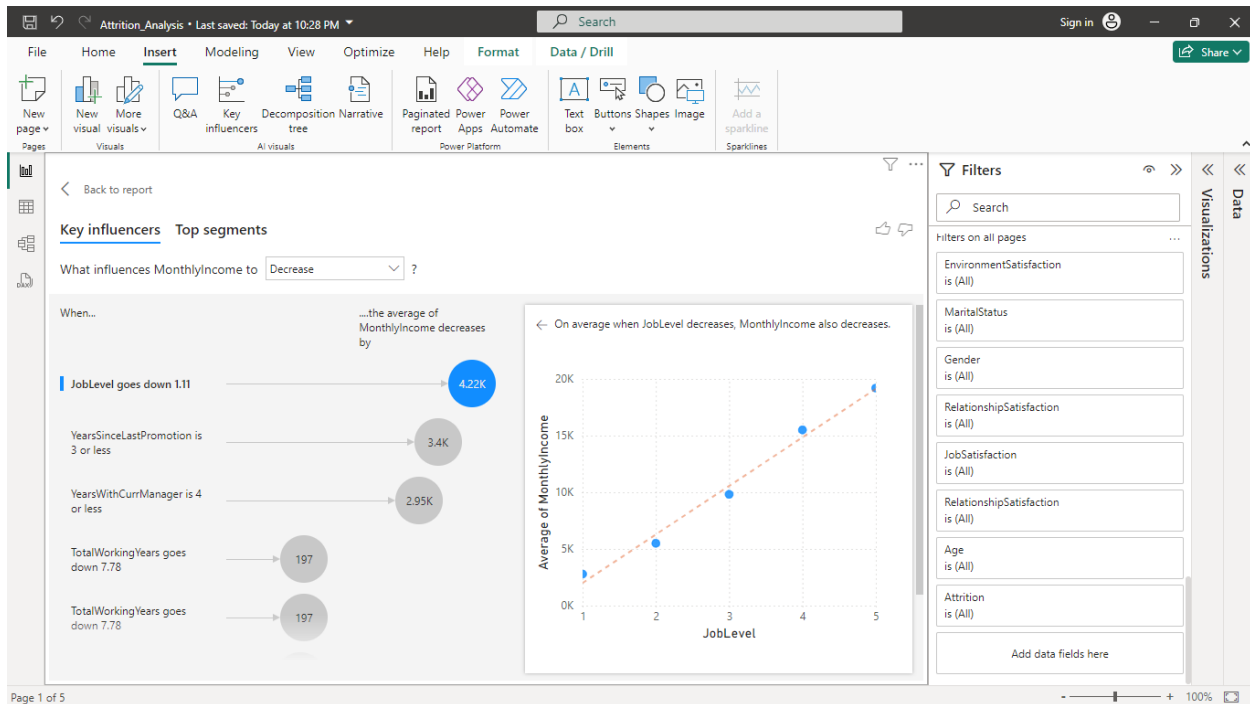 Attrition_Analysis • Last saved: Today at 10:28 PM
Search
Sign in
File Home Insert Modeling View Optimize Help Format Data / Drill
Share
New page
New visual
More visuals
Q&A
Key influencers
Decomposition tree
Narrative
Paginated report
Power Apps
Power Automate
Text box
Buttons
Shapes
Image
Add a sparkline
Pages
Visuals
AI visuals
Power Platform
Elements
Sparklines
Back to report
Key influencers Top segments
What influences MonthlyIncome to Decrease ?
When...
....the average of
MonthlyIncome decreases
by
JobLevel goes down 1.11
4.22K
YearsSinceLastPromotion is
3 or less
3.4K
YearsWithCurrManager is 4
or less
2.95K
TotalWorkingYears goes
down 7.78
197
TotalWorkingYears goes
down 7.78
197
On average when JobLevel decreases, MonthlyIncome also decreases.
Average of MonthlyIncome
20K
15K
10K
5K
0K
1 2 3 4 5
JobLevel
Filters
Search
Filters on all pages
EnvironmentSatisfaction
is (All)
MaritalStatus
is (All)
Gender
is (All)
RelationshipSatisfaction
is (All)
JobSatisfaction
is (All)
RelationshipSatisfaction
is (All)
Age
is (All)
Attrition
is (All)
Add data fields here
Visualizations
Data
DAX
Page 1 of 5
- + 100%